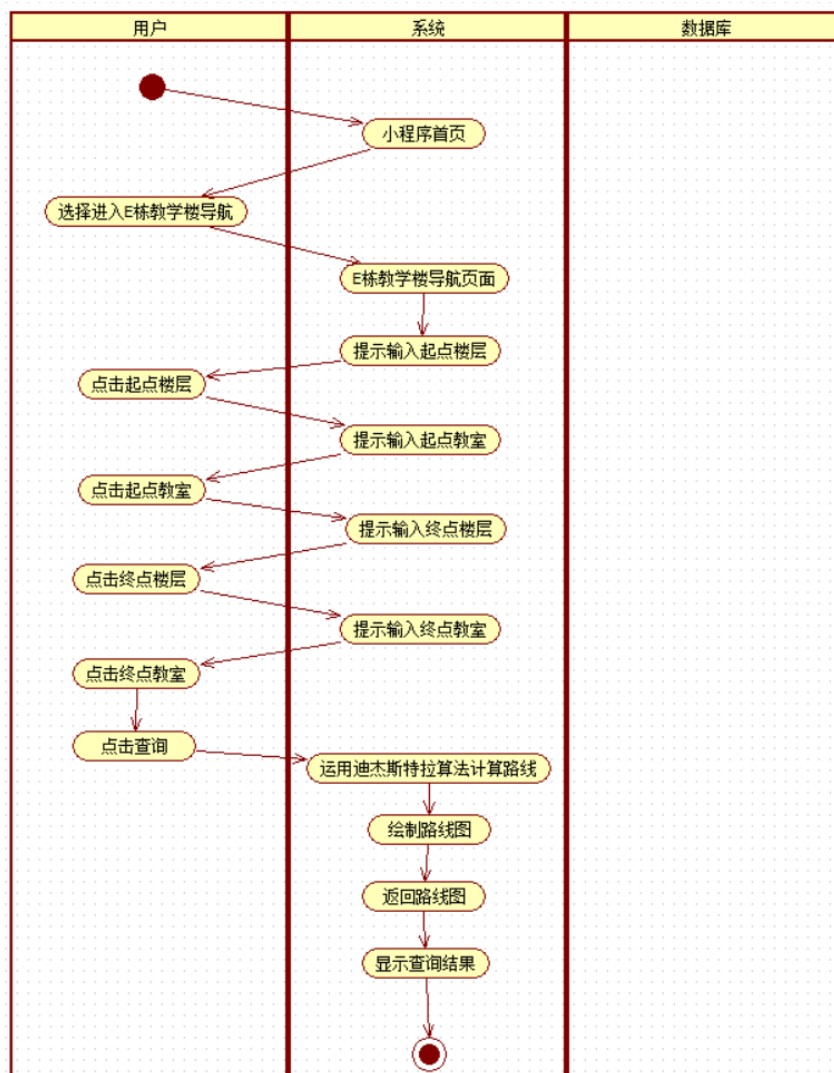 用户
系统
数据库
小程序首页
选择进入E栋教学楼导航
E栋教学楼导航页面
提示输入起点楼层
点击起点楼层
提示输入起点教室
点击起点教室
提示输入终点楼层
点击终点楼层
提示输入终点教室
点击终点教室
点击查询
运用迪杰斯特拉算法计算路线
绘制路线图
返回路线图
显示查询结果